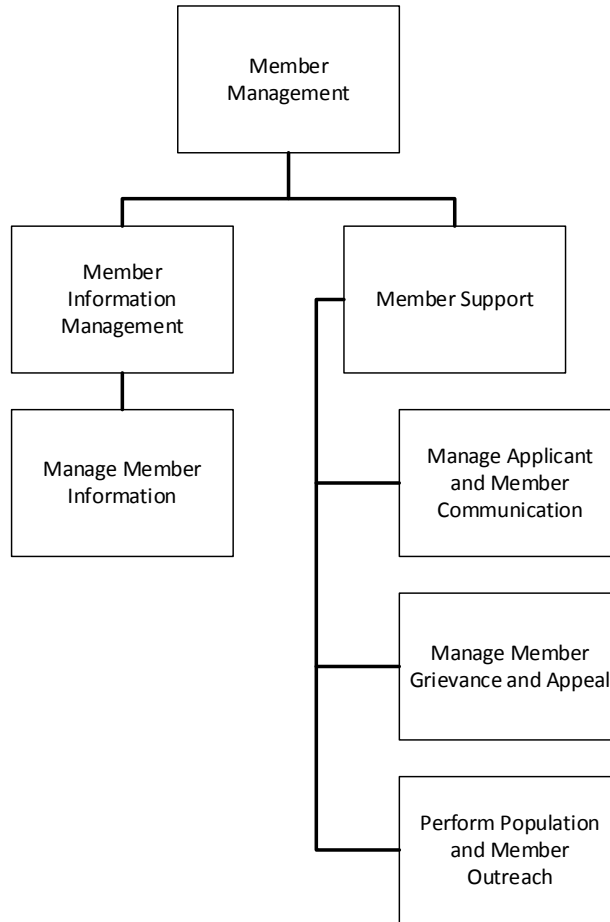 Member
Management
Member
Information
Management
Member Support
Manage Member
Information
Manage Applicant
and Member
Communication
Manage Member
Grievance and Appeal
Perform Population
and Member
Outreach